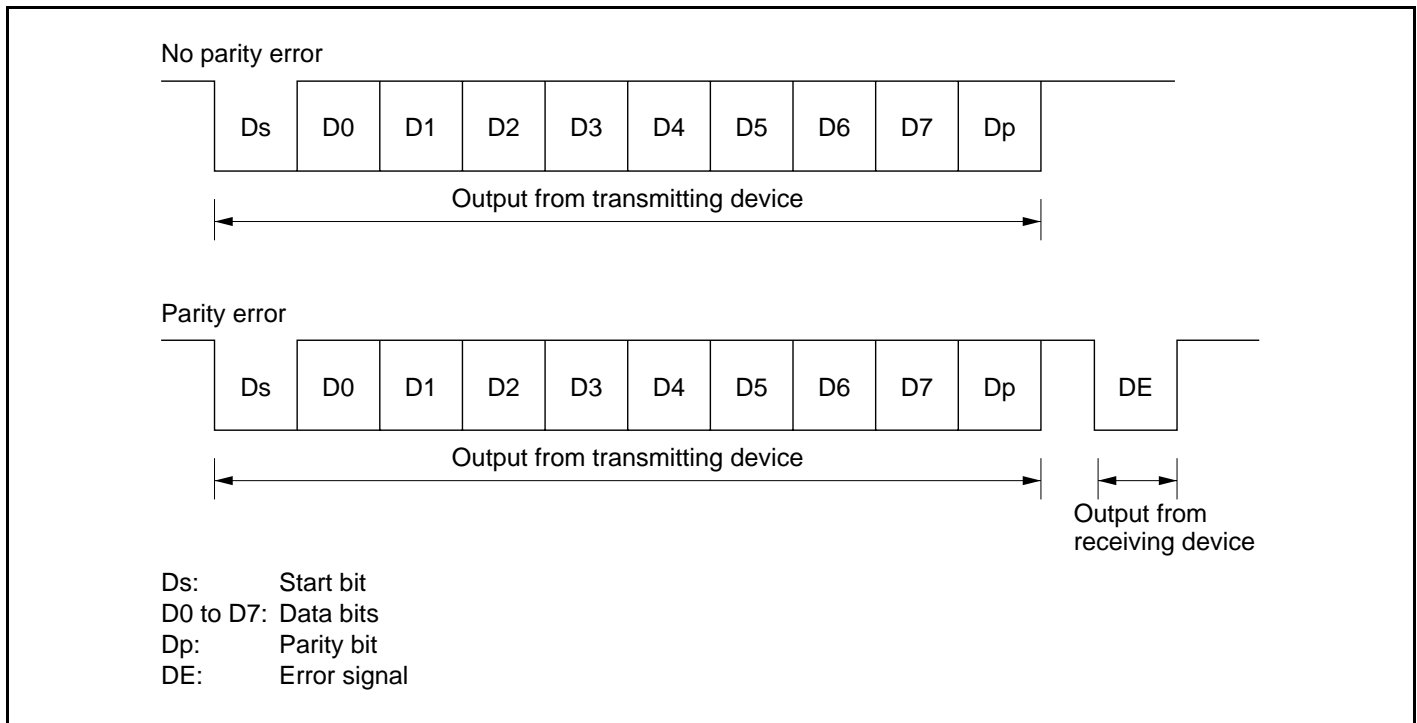 No parity error
Ds D0 D1 D2 D3 D4 D5 D6 D7 Dp
Output from transmitting device
Parity error
Ds D0 D1 D2 D3 D4 D5 D6 D7 Dp DE
Output from transmitting device
Output from
receiving device
Ds: Start bit
D0 to D7: Data bits
Dp: Parity bit
DE: Error signal